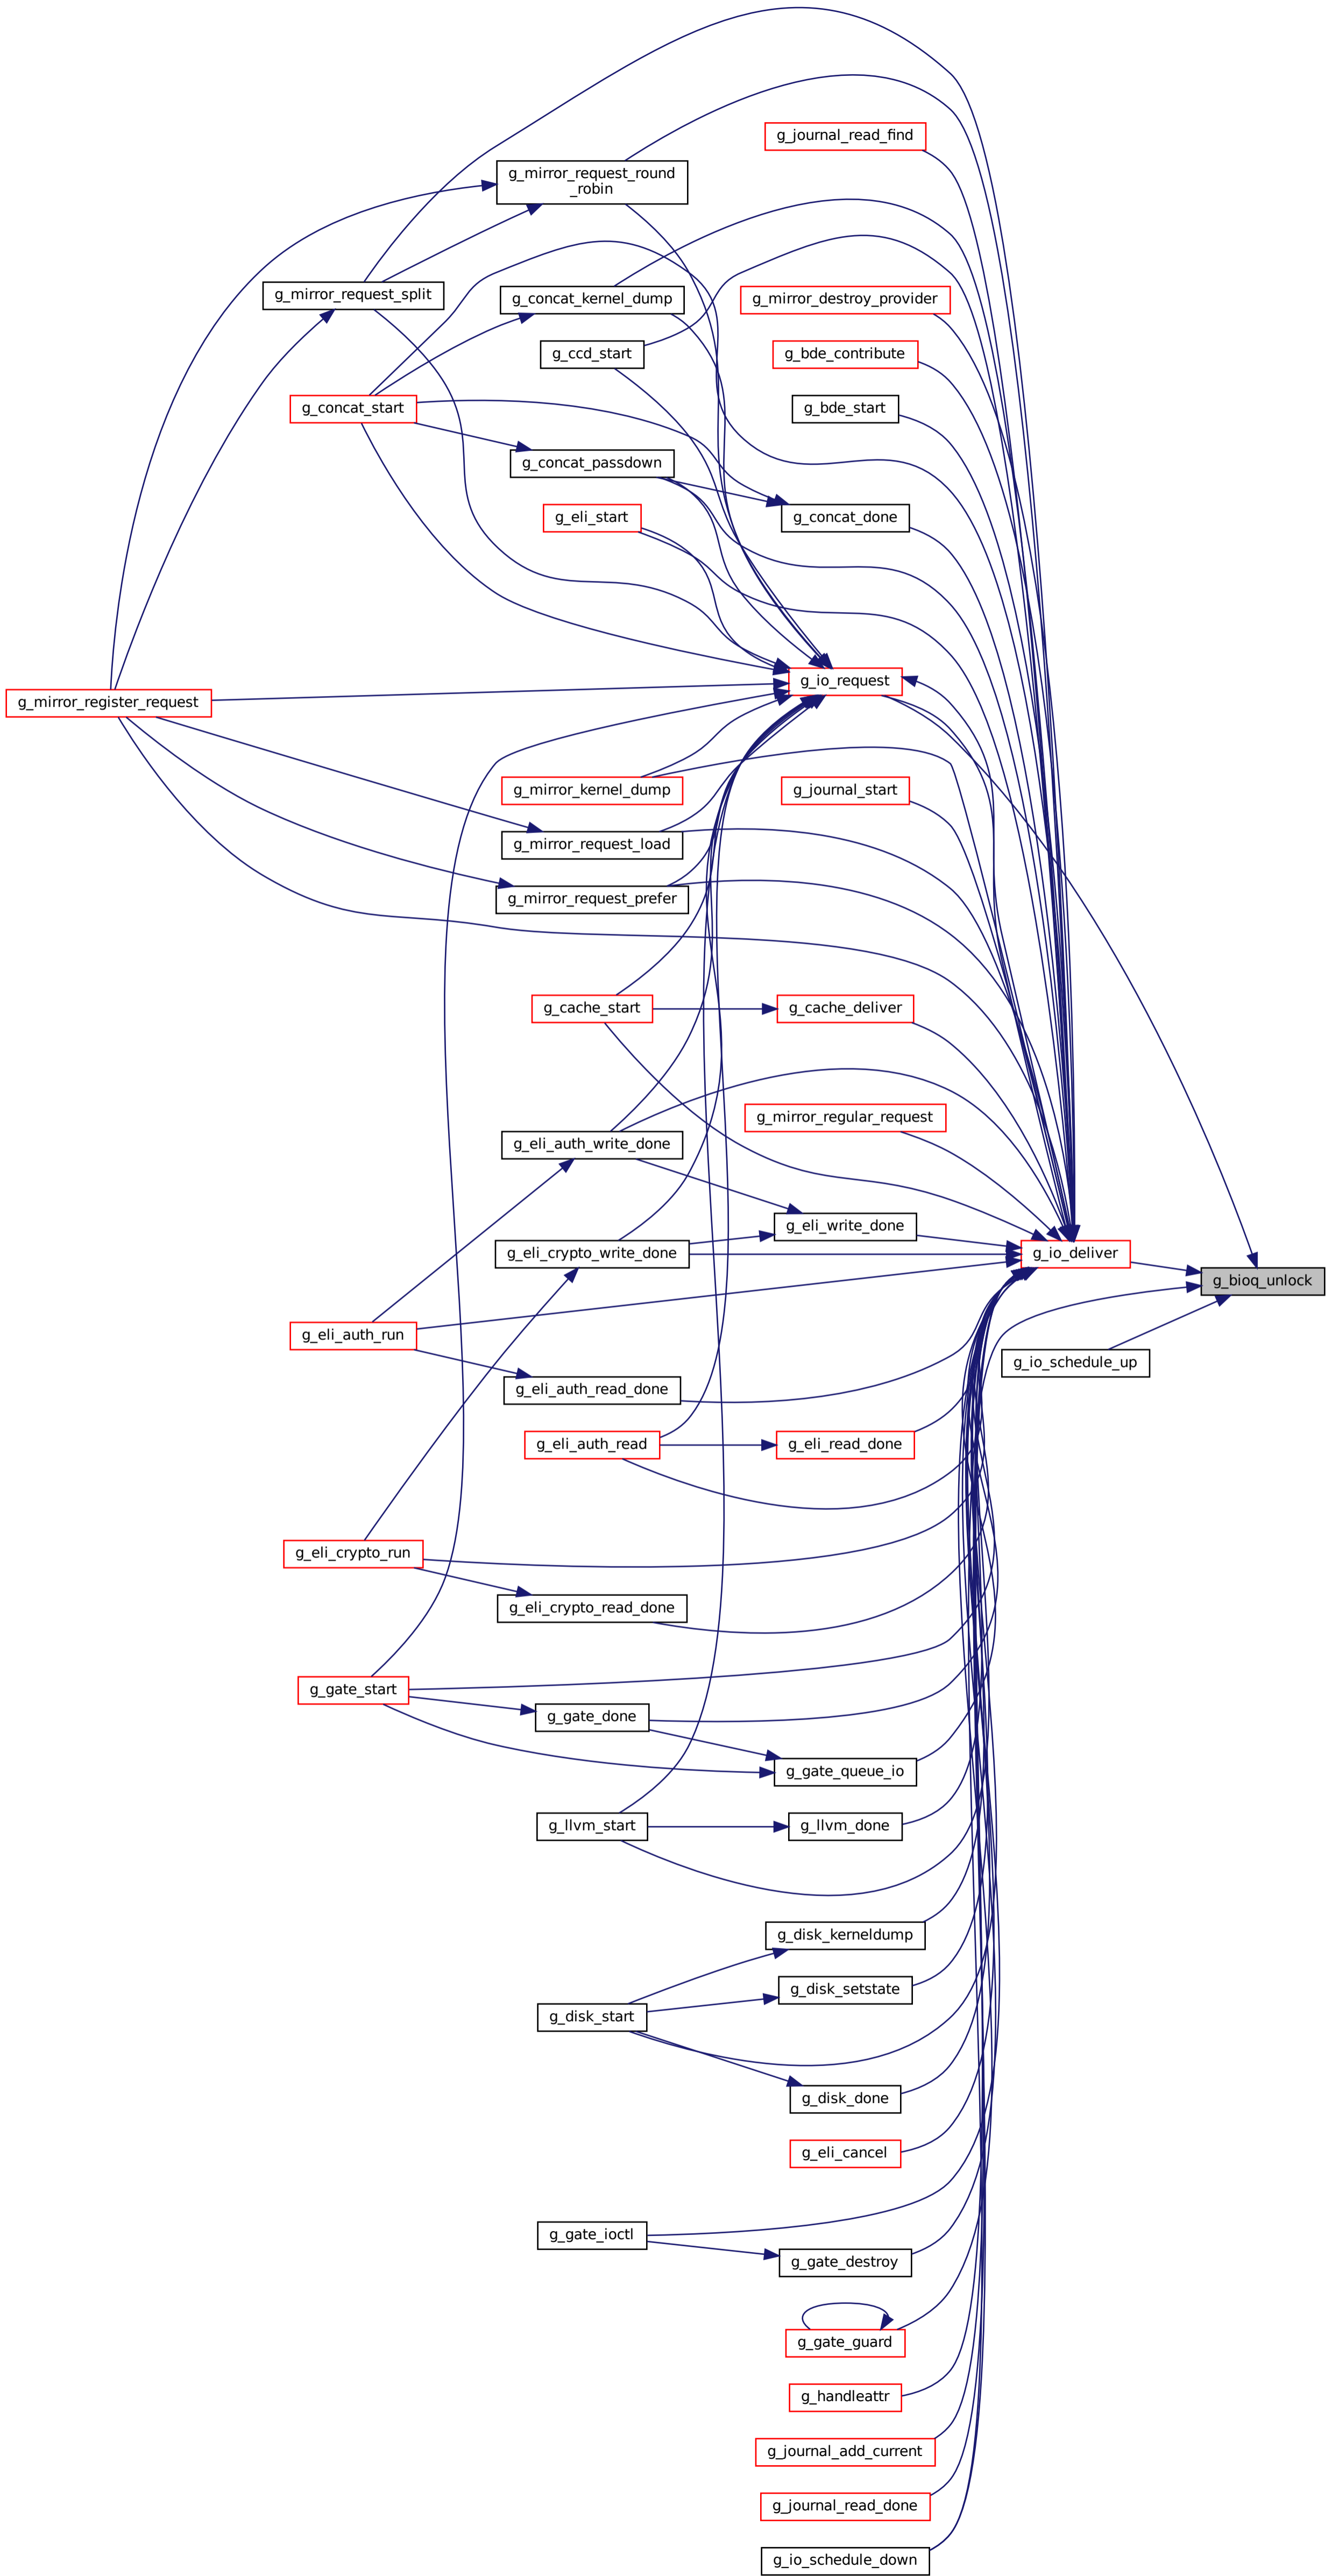 g_journal_read_find
g_mirror_request_round
_robin
g_mirror_request_split
g_concat_kernel_dump
g_mirror_destroy_provider
g_ccd_start
g_bde_contribute
g_concat_start
g_bde_start
g_concat_passdown
g_eli_start
g_concat_done
g_io_request
g_mirror_register_request
g_mirror_kernel_dump
g_journal_start
g_mirror_request_load
g_mirror_request_prefer
g_cache_start
g_cache_deliver
g_mirror_regular_request
g_eli_auth_write_done
g_eli_write_done
g_eli_crypto_write_done
g_io_deliver
g_bioq_unlock
g_eli_auth_run
g_io_schedule_up
g_eli_auth_read_done
g_eli_auth_read
g_eli_read_done
g_eli_crypto_run
g_eli_crypto_read_done
g_gate_start
g_gate_done
g_gate_queue_io
g_llvm_start
g_llvm_done
g_disk_kerneldump
g_disk_setstate
g_disk_start
g_disk_done
g_eli_cancel
g_gate_ioctl
g_gate_destroy
g_gate_guard
g_handleattr
g_journal_add_current
g_journal_read_done
g_io_schedule_down